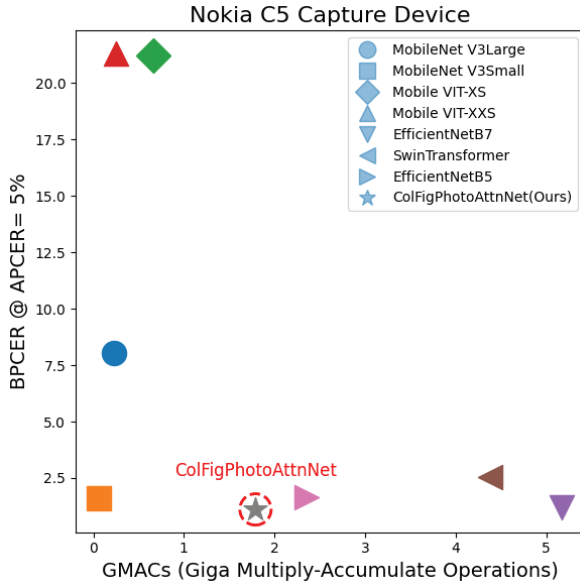 Nokia C5 Capture Device
BPCER @ APCER= 5%
20.0
17.5
15.0
12.5
10.0
7.5
5.0
2.5
MobileNet V3Large
MobileNet V3Small
Mobile VIT-XS
Mobile VIT-XXS
EfficientNetB7
SwinTransformer
EfficientNetB5
ColFigPhotoAttnNet(Ours)
ColFigPhotoAttnNet
0 1 2 3 4 5
GMACs (Giga Multiply-Accumulate Operations)